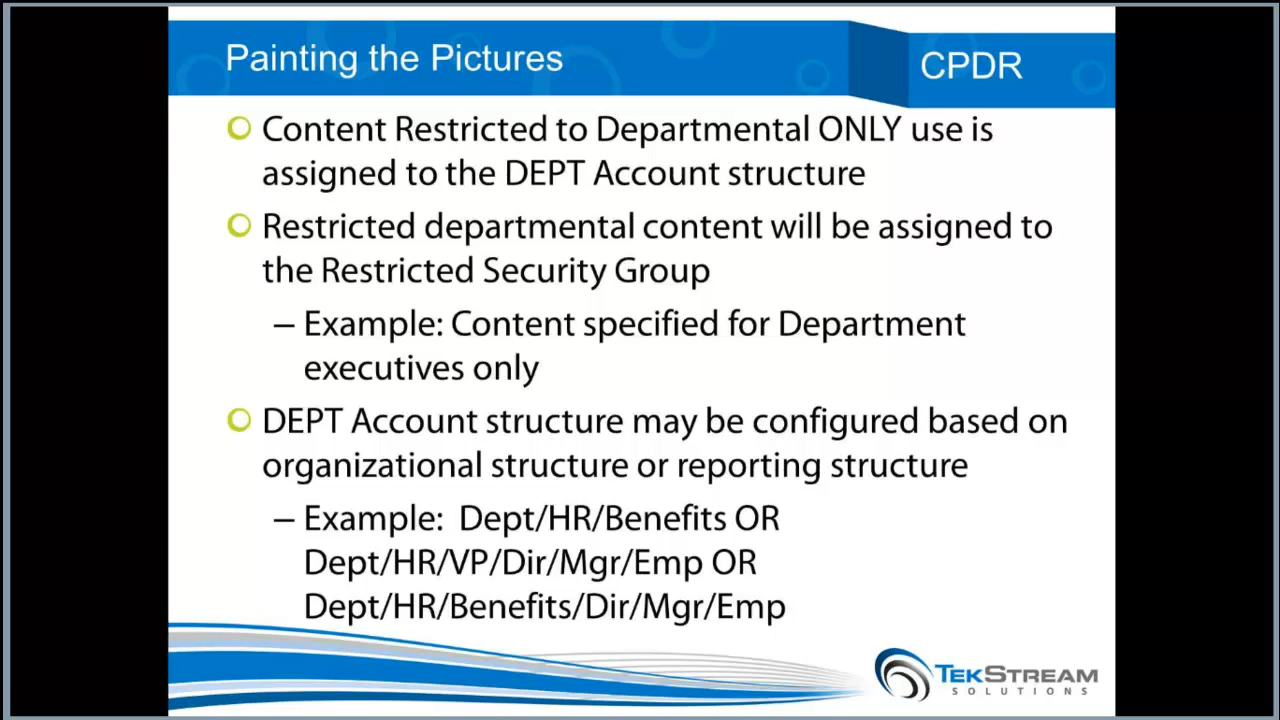 Painting the Pictures
CPDR
Content Restricted to Departmental ONLY use is
assigned to the DEPT Account structure
Restricted departmental content will be assigned to
the Restricted Security Group
– Example: Content specified for Department
executives only
DEPT Account structure may be configured based on
organizational structure or reporting structure
– Example:  Dept/HR/Benefits OR
Dept/HR/VP/Dir/Mgr/Emp OR
Dept/HR/Benefits/Dir/Mgr/Emp
TEKSTREAM
SOLUTIONS